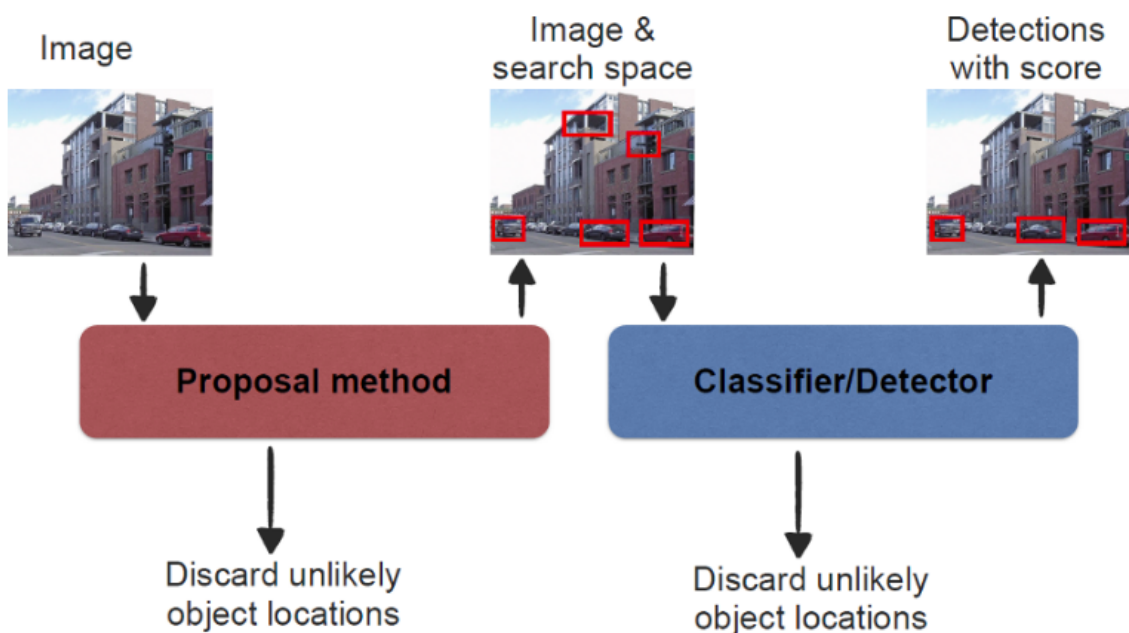 Image
Image &
search space
Detections
with score
Proposal method
Classifier/Detector
Discard unlikely
object locations
Discard unlikely
object locations